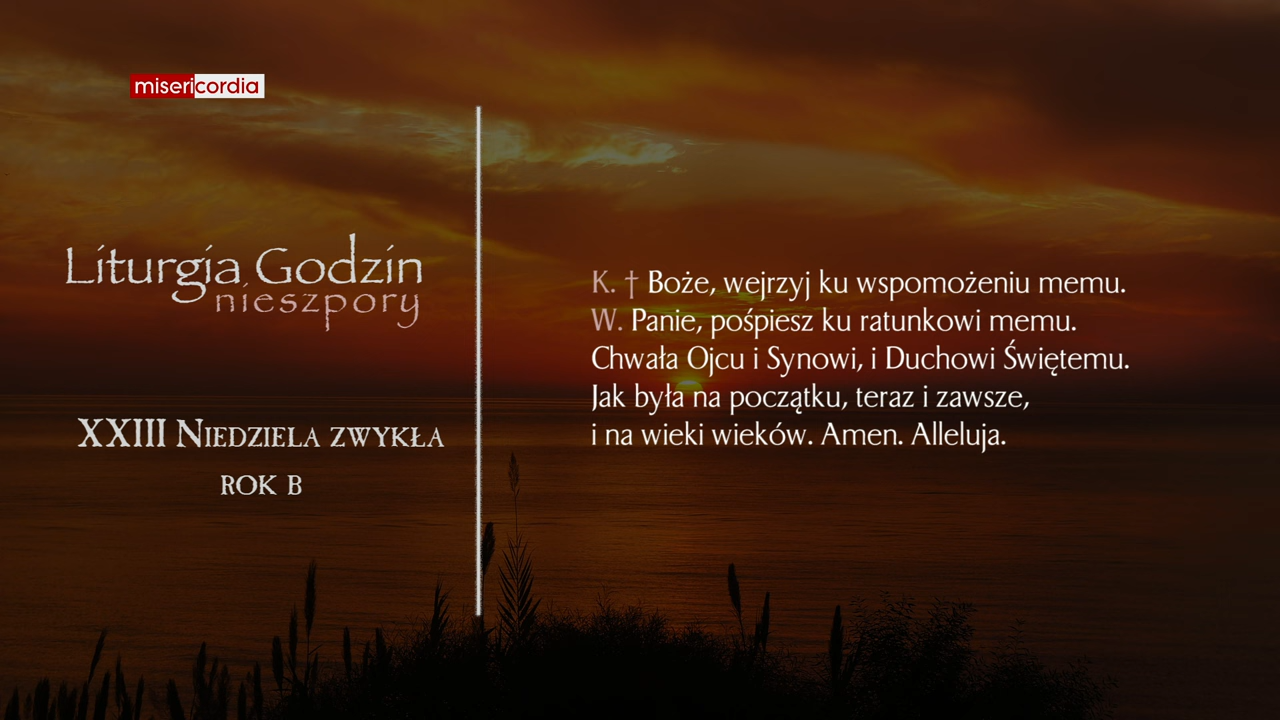 misericordia
Liturgia Godzin
nieszpory
XXIII Niedziela zwykła
rok B
K. † Boże, wejrzyj ku wspomożeniu memu.
W. Panie, pośpiesz ku ratunkowi memu.
Chwała Ojcu i Synowi, i Duchowi Świętemu.
Jak była na początku, teraz i zawsze,
i na wieki wieków. Amen. Alleluja.